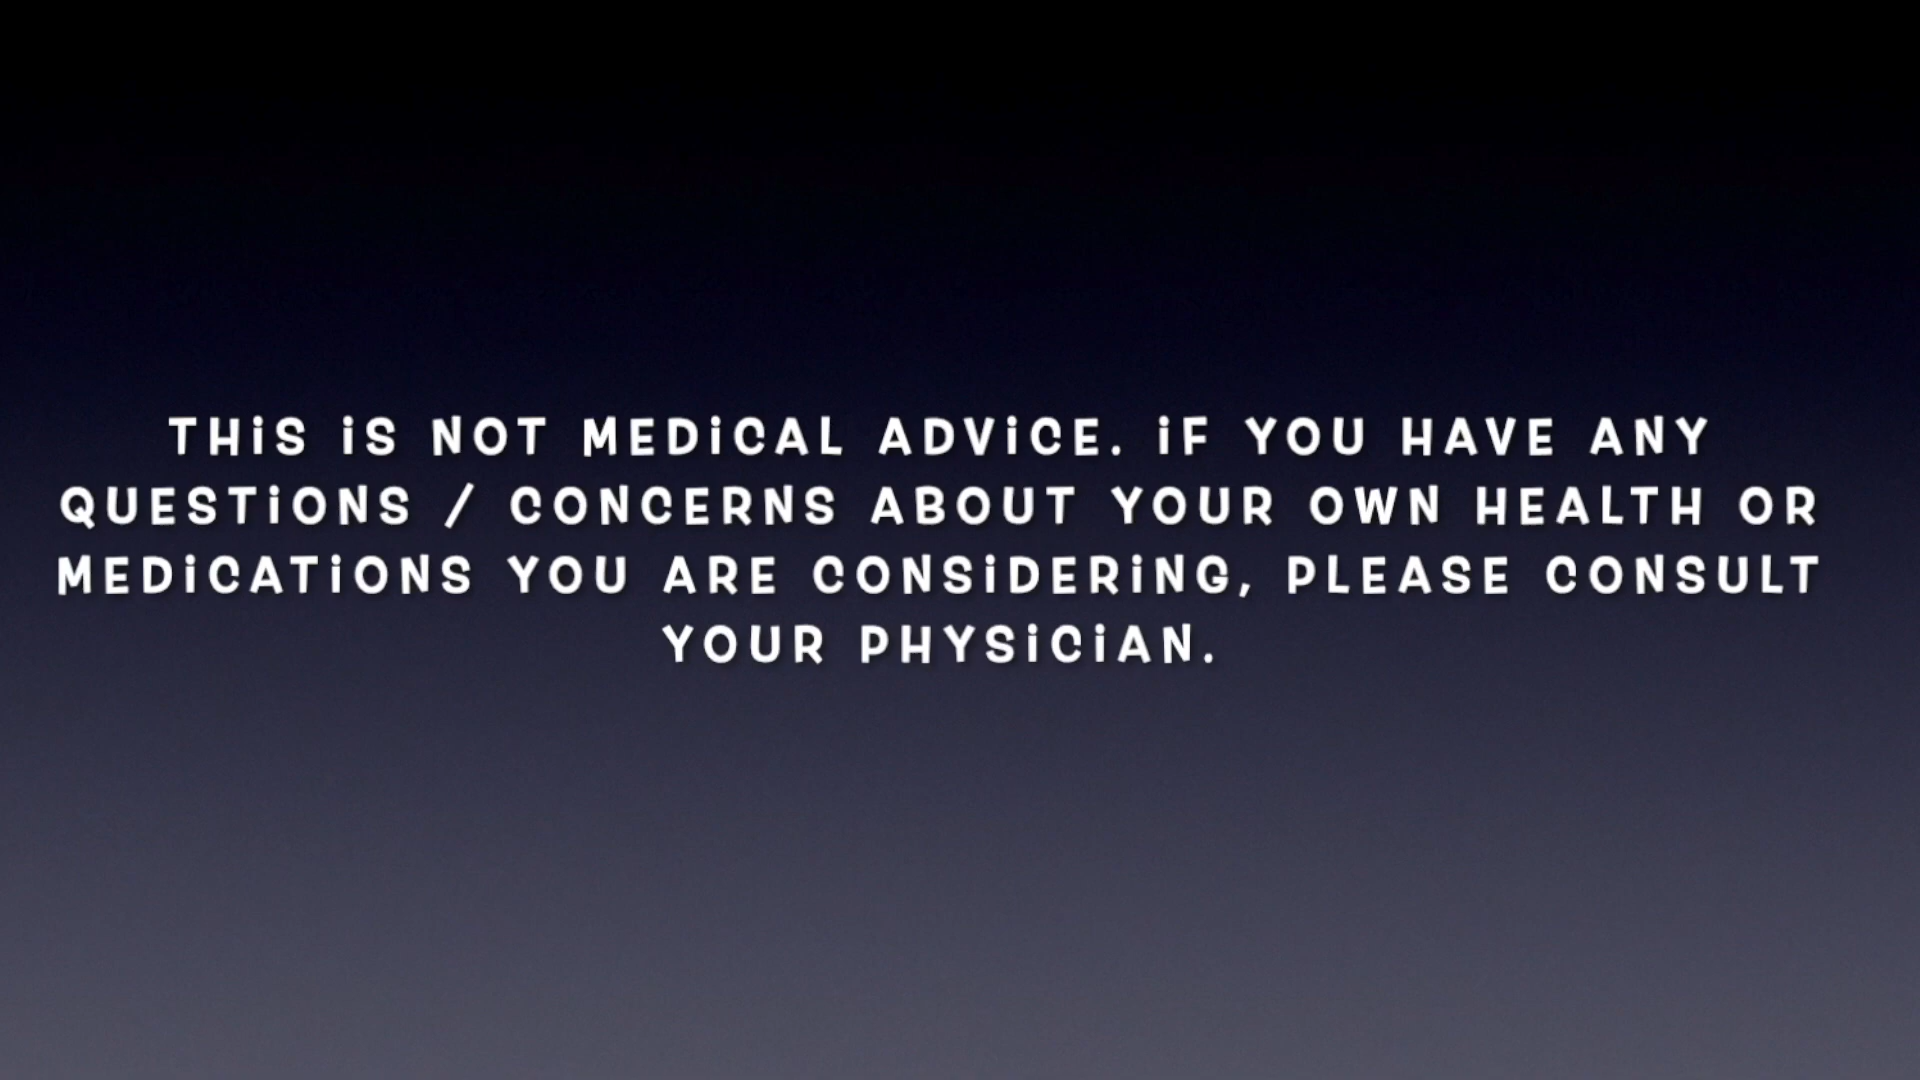 THiS iS NOT MEDiCAL ADViCE. iF YOU HAVE ANY
QUESTiONS / CONCERNS ABOUT YOUR OWN HEALTH OR
MEDiCATiONS YOU ARE CONSiDERiNG, PLEASE CONSULT
YOUR PHYSiCiAN.